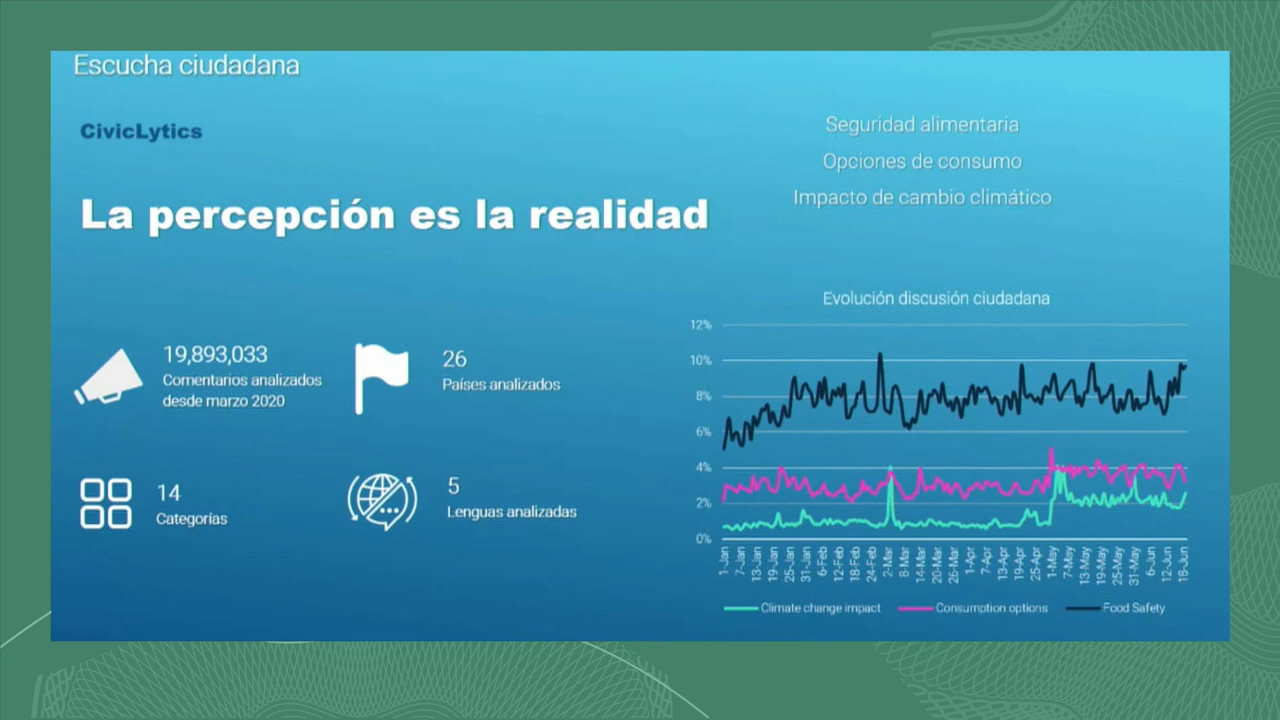 Escucha ciudadana
CivicLytics
La percepción es la realidad
19,893,033
Comentarios analizados
desde marzo 2020
26
Países analizados
14
Categorías
5
Lenguas analizadas
Seguridad alimentaria
Opciones de consumo
Impacto de cambio climático
Evolución discusión ciudadana
12%
10%
8%
6%
4%
2%
0%
1-Jan
7-Jan
13-Jan
19-Jan
25-Jan
31-Jan
6-Feb
12-Feb
18-Feb
24-Feb
2-Mar
8-Mar
14-Mar
20-Mar
26-Mar
1-Apr
7-Apr
13-Apr
19-Apr
25-Apr
1-May
7-May
13-May
19-May
25-May
31-May
6-Jun
12-Jun
18-Jun
Climate change impact Consumption options Food Safety